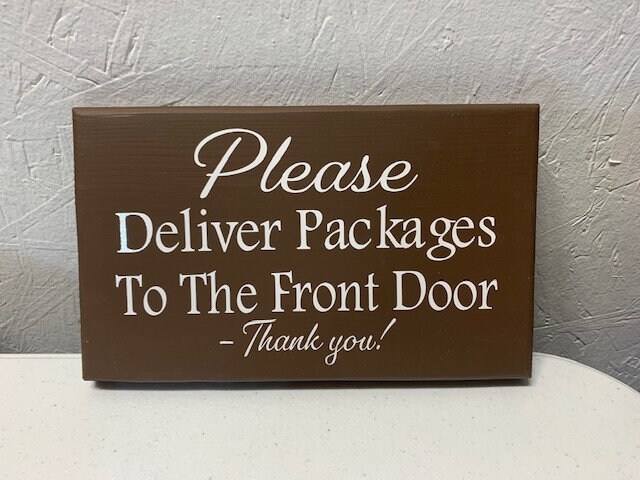 Please
Deliver Packages
To The Front Door
- Thank you!